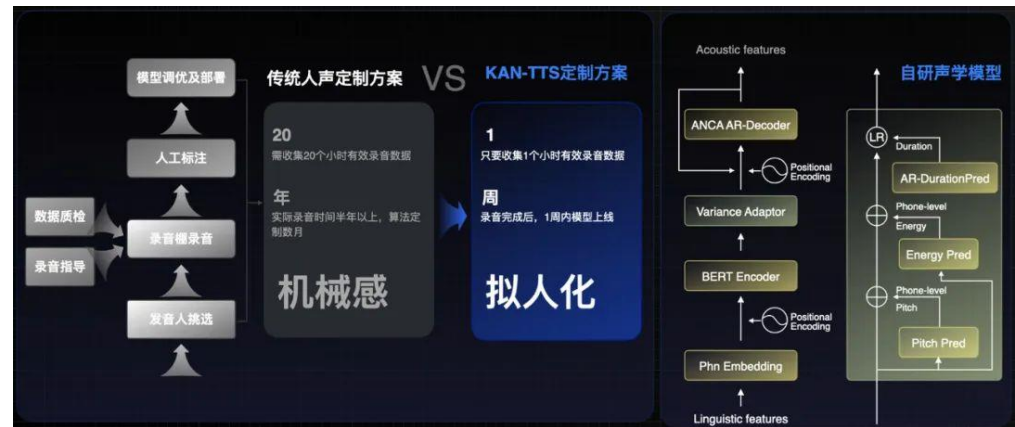 模型调优及部署
人工标注
数据质检
录音棚录音
录音指导
发音人挑选
传统人声定制方案
VS
KAN-TTS定制方案
20
需收集20个小时有效录音数据
年
实际录音时间半年以上，算法定
制数月
机械感
1
只要收集1个小时有效录音数据
周
录音完成后，1周内模型上线
拟人化
自研声学模型
Acoustic features
ANCA AR-Decoder
Positional
Encoding
Variance Adaptor
BERT Encoder
Positional
Encoding
Phn Embedding
Linguistic features
LR
Duration
AR-DurationPred
Phone-level
Energy
Energy Pred
Phone-level
Pitch
Pitch Pred